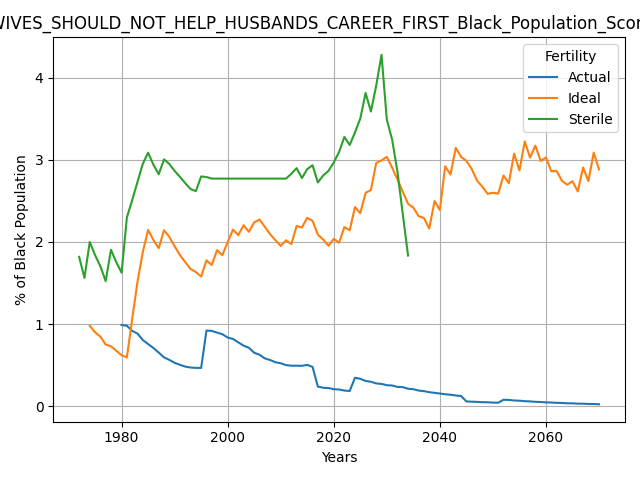 WIVES_SHOULD_NOT_HELP_HUSBANDS_CAREER_FIRST_Black_Population_Scor
Fertility
Actual
Ideal
Sterile
% of Black Population
4
3
2
1
0
1980 2000 2020 2040 2060
Years